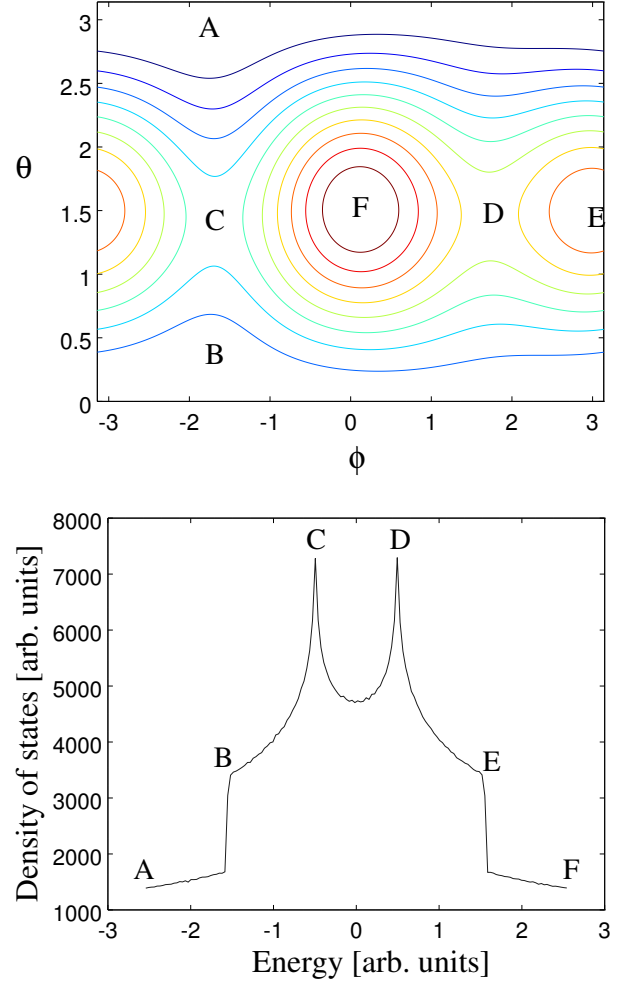 3
A
2.5
2
θ
1.5
C
F
D
E
1
B
0.5
0
-3
-2
-1
0
1
2
3
ϕ
8000
C
D
7000
6000
5000
4000
B
E
3000
2000
A
F
1000
Density of states [arb. units]
-3
-2
-1
0
1
2
3
Energy [arb. units]